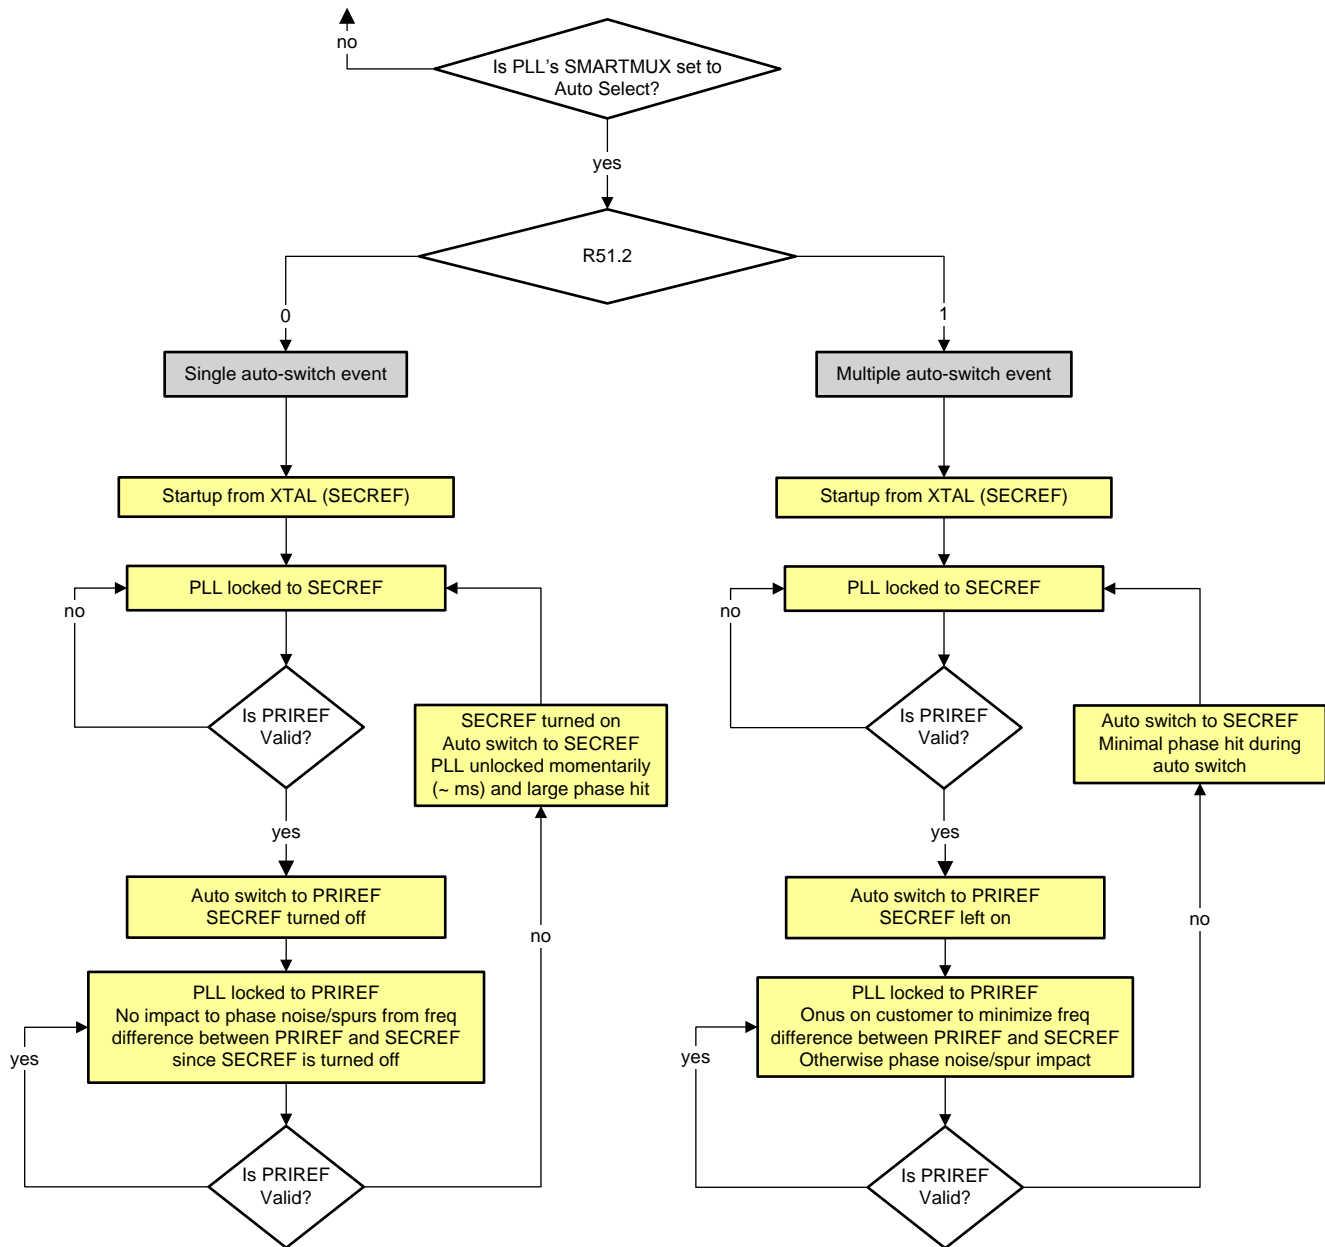 no
Is PLL's SMARTMUX set to
Auto Select?
yes
R51.2
0
1
Single auto-switch event
Multiple auto-switch event
Startup from XTAL (SECREF)
Startup from XTAL (SECREF)
PLL locked to SECREF
PLL locked to SECREF
no
no
Is PRIREF
Valid?
SECREF turned on
Auto switch to SECREF
PLL unlocked momentarily
(~ ms) and large phase hit
Is PRIREF
Valid?
Auto switch to SECREF
Minimal phase hit during
auto switch
yes
yes
Auto switch to PRIREF
SECREF turned off
Auto switch to PRIREF
SECREF left on
no
no
PLL locked to PRIREF
No impact to phase noise/spurs from freq
difference between PRIREF and SECREF
since SECREF is turned off
PLL locked to PRIREF
Onus on customer to minimize freq
difference between PRIREF and SECREF
Otherwise phase noise/spur impact
yes
yes
Is PRIREF
Valid?
Is PRIREF
Valid?